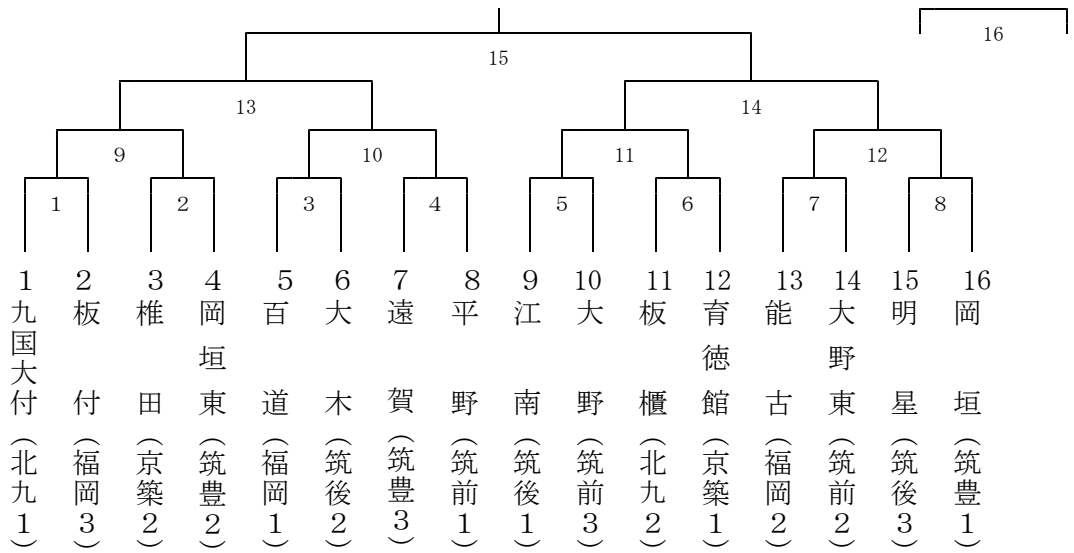 16
15
13 14
9 10 11 12
1 2 3 4 5 6 7 8
1 九国大付（北九1）
2 板付（福岡3）
3 椎田（京築2）
4 岡垣東（筑豊2）
5 百道（福岡1）
6 大木（筑後2）
7 遠賀（筑豊3）
8 平野（筑前1）
9 江南（筑後1）
10 大野（筑前3）
11 板櫃（北九2）
12 育徳館（京築1）
13 能古（福岡2）
14 大野東（筑前2）
15 明星（筑後3）
16 岡垣（筑豊1）